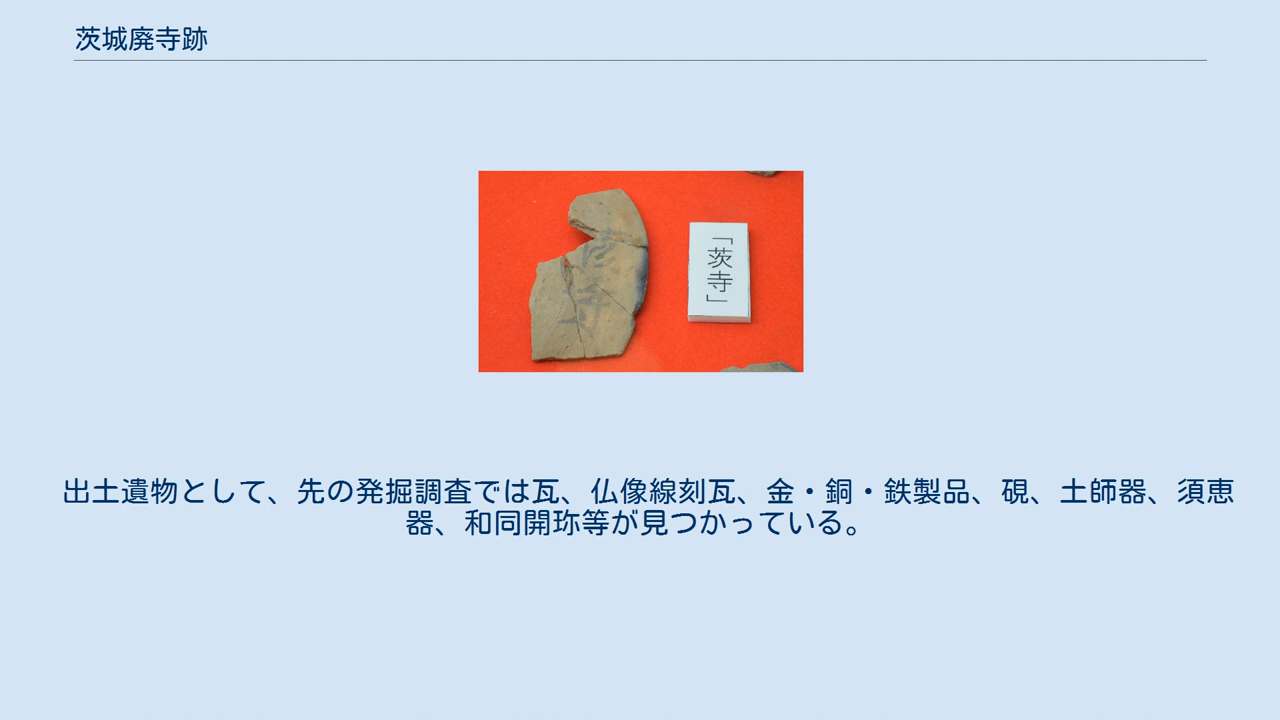 茨城廃寺跡
「茨寺」
出土遺物として、先の発掘調査では瓦、仏像線刻瓦、金・銅・鉄製品、硯、土師器、須恵
器、和同開珎等が見つかっている。